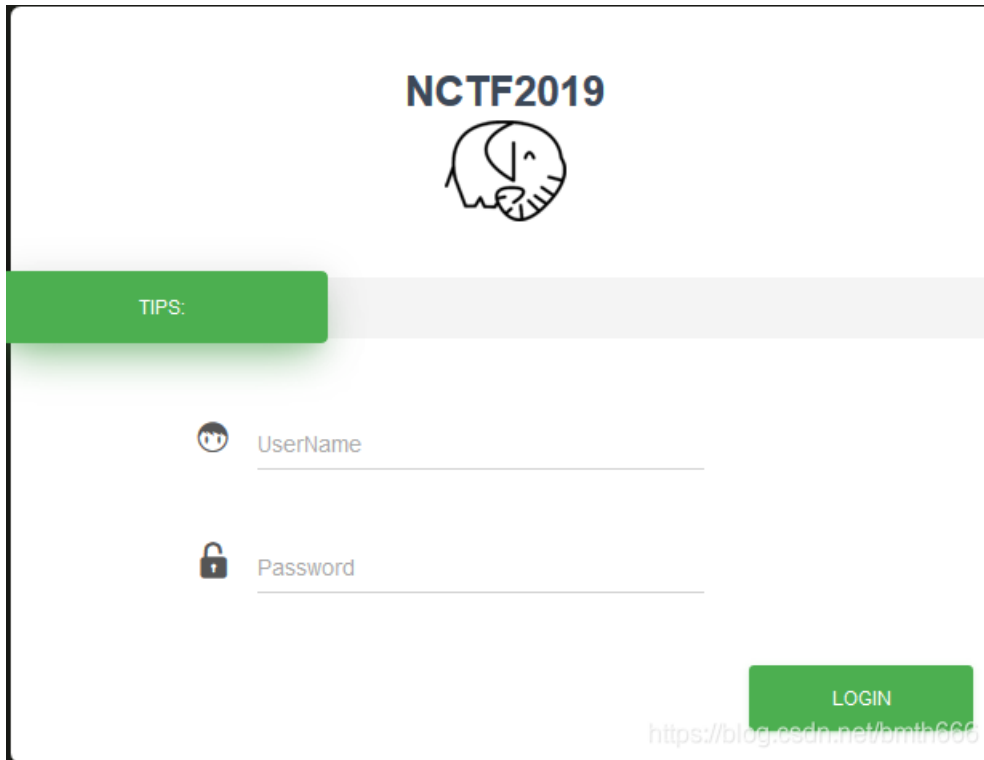 NCTF2019
TIPS:
UserName
Password
LOGIN
https://blog.csdn.net/bmth666